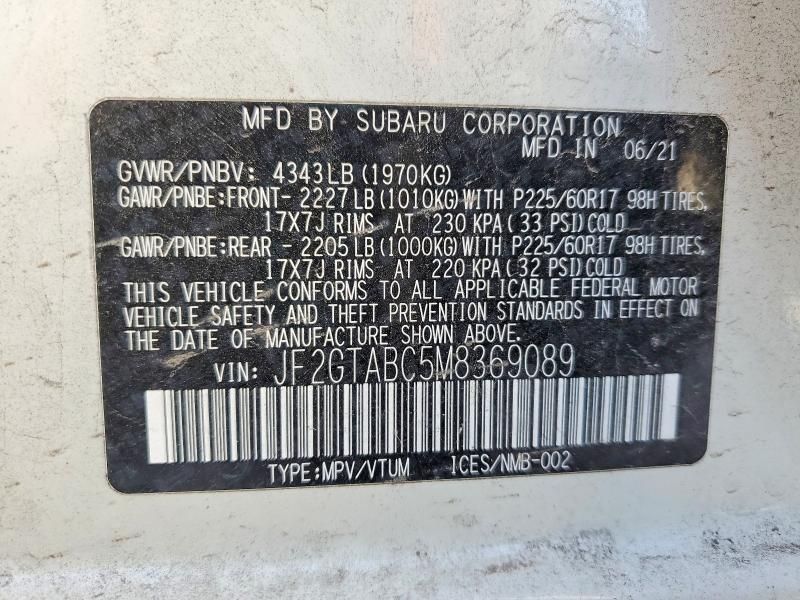 MFD BY SUBARU CORPORATION
MFD IN 06/21
GVWR/PNBV: 4343LB (1970KG)
GAWR/PNBE:FRONT- 2227LB (1010KG)WITH P225/60R17 98H TIRES,
17X7J RIMS AT 230 KPA( 33 PSI)COLD
GAWR/PNBE:REAR - 2205LB (1000KG)WITH P225/60R17 98H TIRES,
17X7J RIMS AT 220 KPA( 32 PSI)COLD
THIS VEHICLE CONFORMS TO ALL APPLICABLE FEDERAL MOTOR
VEHICLE SAFETY AND THEFT PREVENTION STANDARDS IN EFFECT ON
THE DATE OF MANUFACTURE SHOWN ABOVE.
VIN: JF2GTABC5M8369089
TYPE:MPV/VTUM ICES/NMB-002